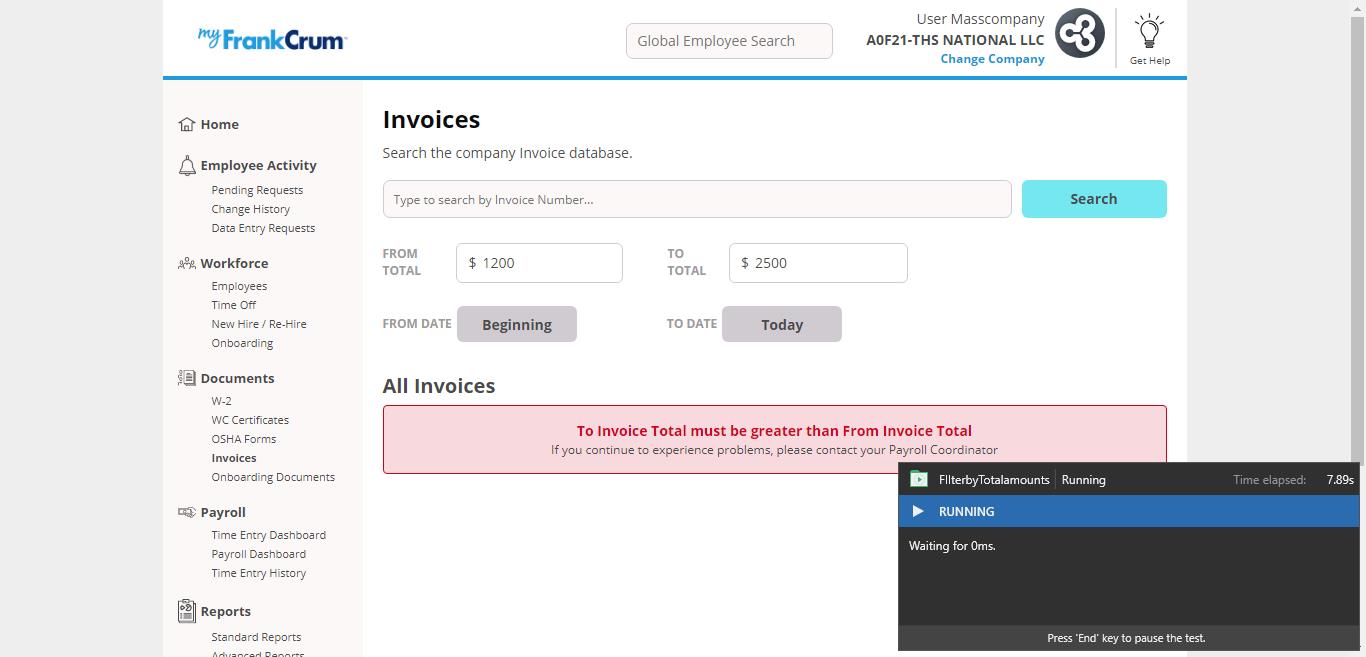 myFrankCrum
Global Employee Search
User Masscompany
A0F21-THS NATIONAL LLC
Change Company
Get Help
Home
Employee Activity
Pending Requests
Change History
Data Entry Requests
Workforce
Employees
Time Off
New Hire / Re-Hire
Onboarding
Documents
W-2
WC Certificates
OSHA Forms
Invoices
Onboarding Documents
Payroll
Time Entry Dashboard
Payroll Dashboard
Time Entry History
Reports
Standard Reports
Advanced Reports
Invoices
Search the company Invoice database.
Type to search by Invoice Number...
Search
FROM TOTAL
$ 1200
TO TOTAL
$ 2500
FROM DATE
Beginning
TO DATE
Today
All Invoices
To Invoice Total must be greater than From Invoice Total
If you continue to experience problems, please contact your Payroll Coordinator
FIlterbyTotalamounts
Running
Time elapsed:
7.89s
RUNNING
Waiting for 0ms.
Press 'End' key to pause the test.